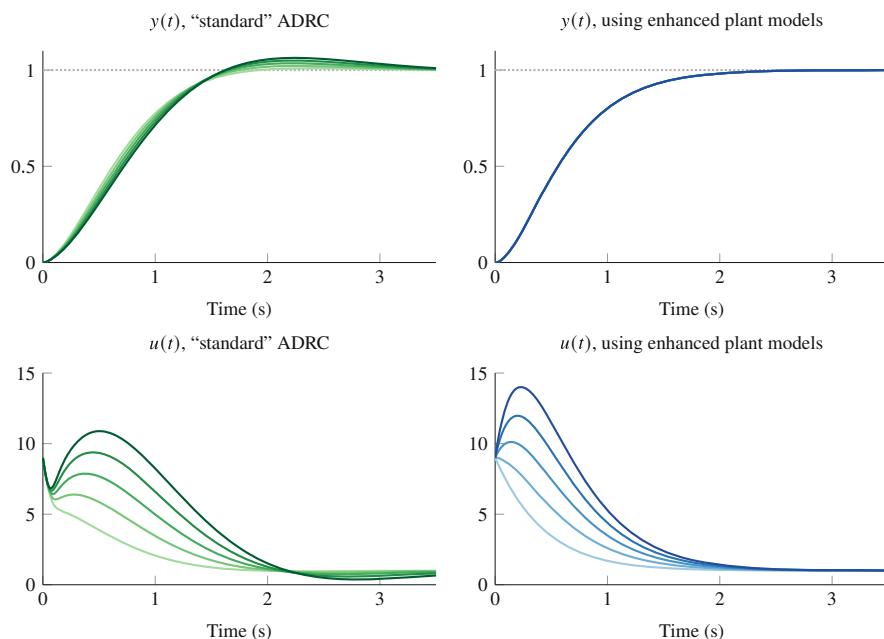 y(t), “standard” ADRC
y(t), using enhanced plant models
1
0.5
0
0 1 2 3
Time (s)
1
0.5
0
0 1 2 3
Time (s)
u(t), “standard” ADRC
u(t), using enhanced plant models
15
10
5
0
0 1 2 3
Time (s)
15
10
5
0
0 1 2 3
Time (s)